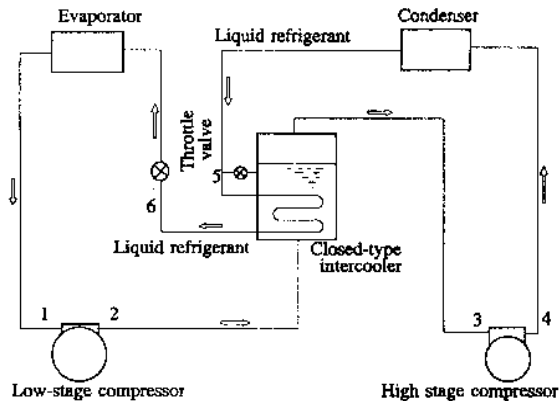 Evaporator
Condenser
Liquid refrigerant
Throttle
valve
5
6
Liquid refrigerant
Closed-type
intercooler
1
2
3
4
Low-stage compressor
High stage compressor